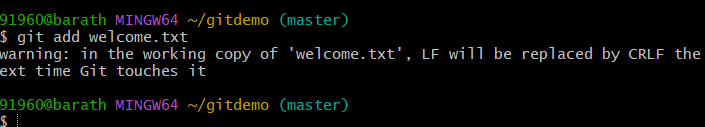 91960@barath MINGW64 ~/gitdemo (master)
$ git add welcome.txt
warning: in the working copy of 'welcome.txt', LF will be replaced by CRLF the
ext time Git touches it
91960@barath MINGW64 ~/gitdemo (master)
$